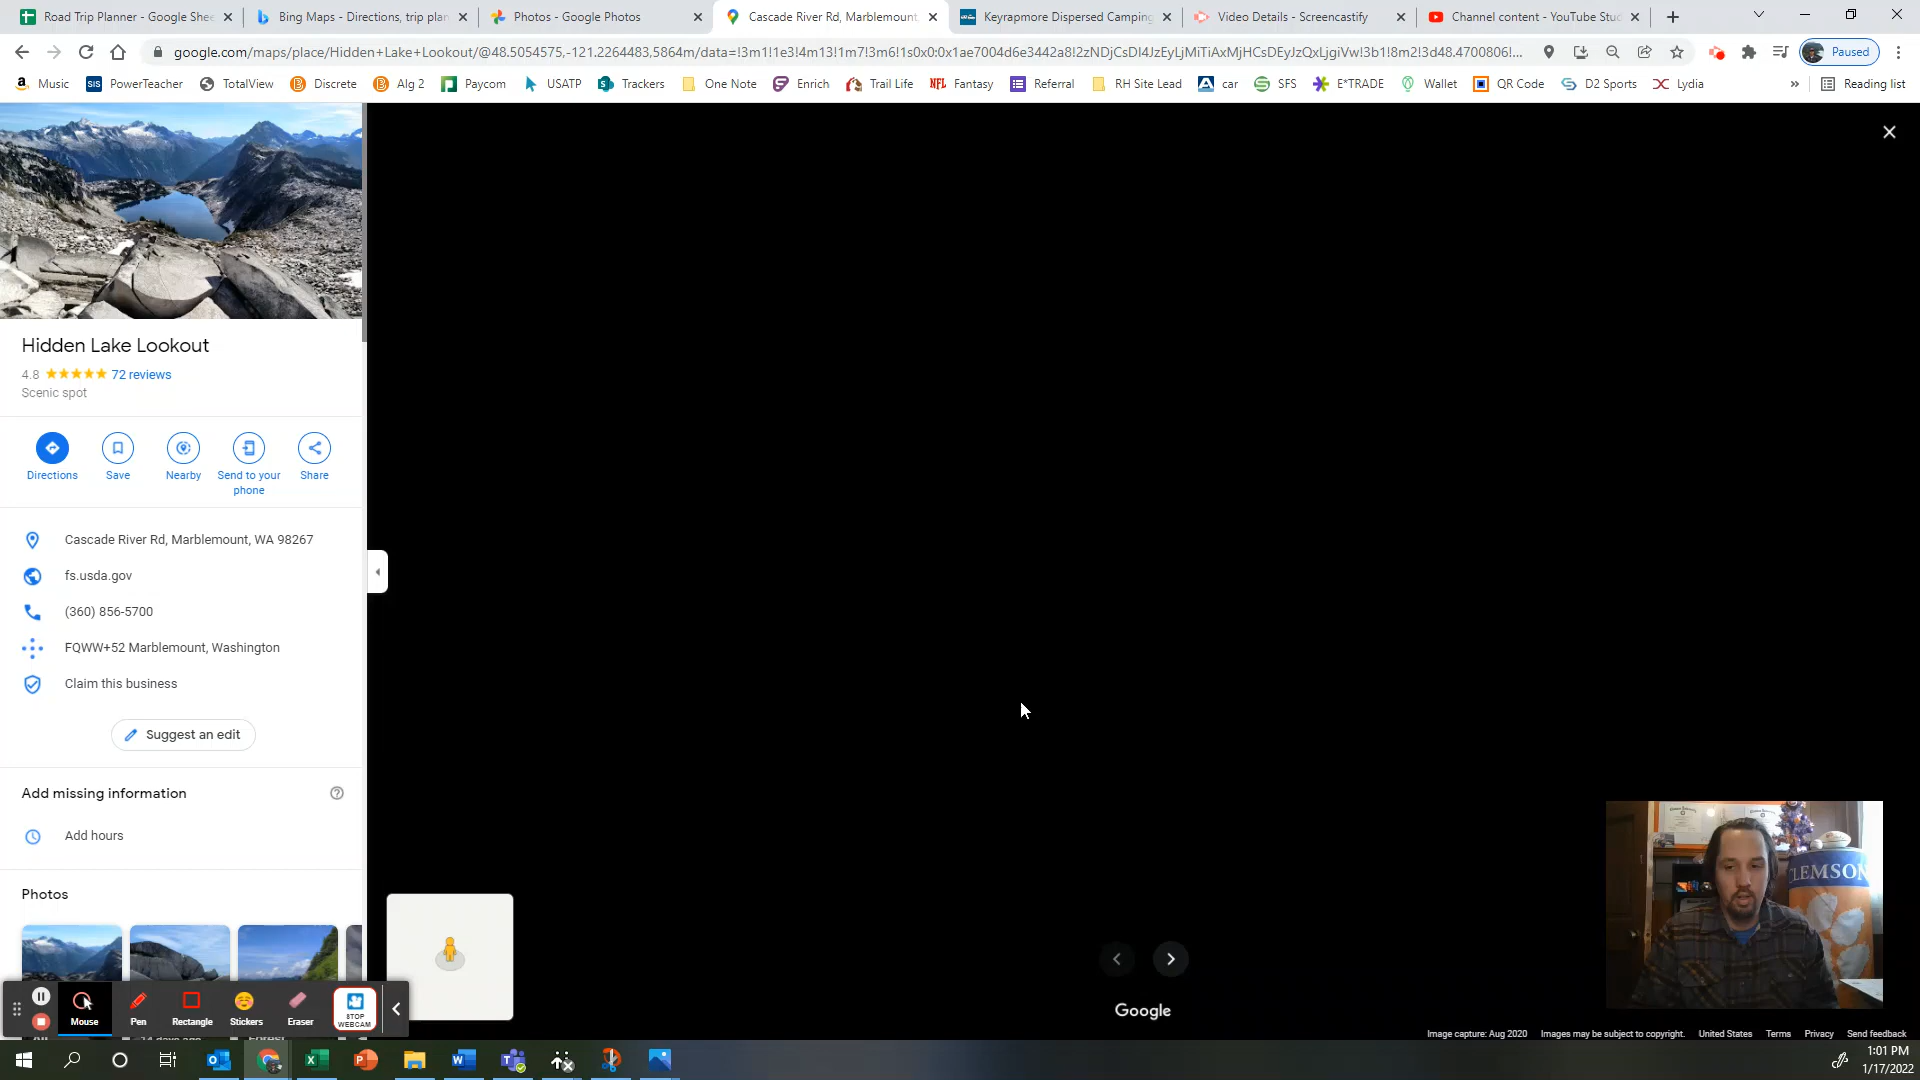 Road Trip Planner - Google Shee
Bing Maps - Directions, trip plan
Photos - Google Photos
Cascade River Rd, Marblemount,
Keyrapmore Dispersed Camping
Video Details - Screencastify
Channel content - YouTube Stud
google.com/maps/place/Hidden+Lake+Lookout/@48.5054575,-121.2264483,5864m/data=!3m1!1e3!4m13!1m7!3m6!1s0x0:0x1ae7004d6e3442a8!2zNDjCsDI4JzEyLjMiTiAxMjHCsDEyJzQxLjgiVw!3b1!8m2!3d48.4700806!...
Paused
Music
SIS PowerTeacher
TotalView
Discrete
Alg 2
Paycom
USATP
Trackers
One Note
Enrich
Trail Life
NFL Fantasy
Referral
RH Site Lead
car
SFS
E*TRADE
Wallet
QR Code
D2 Sports
Lydia
»
Reading list
Hidden Lake Lookout
4.8 72 reviews
Scenic spot
Directions
Save
Nearby
Send to your
phone
Share
Cascade River Rd, Marblemount, WA 98267
fs.usda.gov
(360) 856-5700
FQWW+52 Marblemount, Washington
Claim this business
Suggest an edit
Add missing information
Add hours
Photos
Mouse
Pen
Rectangle
Stickers
Eraser
STOP
WEBCAM
CLEMSON
Google
Image capture: Aug 2020 Images may be subject to copyright. United States Terms Privacy Send feedback
1:01 PM
1/17/2022